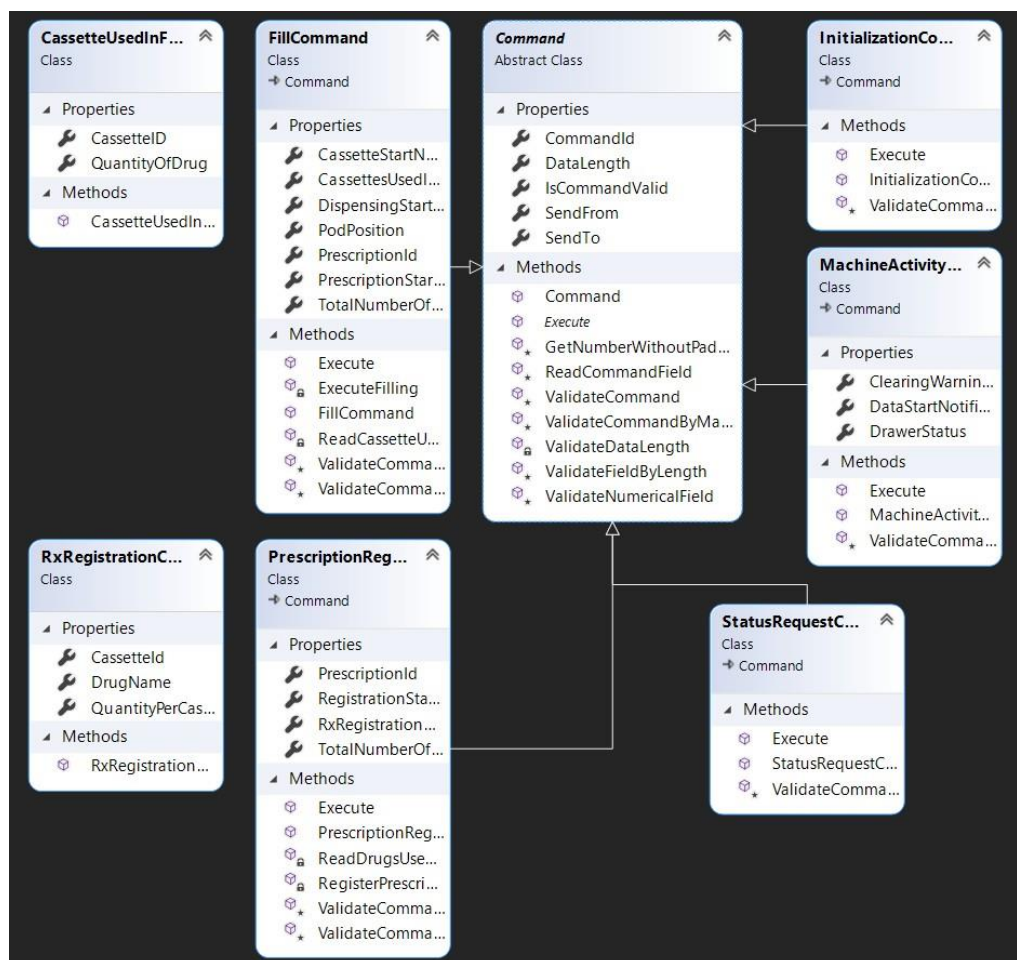 CassetteUsedInF...
Class
Properties
CassetteID
QuantityOfDrug
Methods
CassetteUsedIn...
FillCommand
Class
Command
Properties
CassetteStartN...
CassettesUsedI...
DispensingStart...
PodPosition
PrescriptionId
PrescriptionStar...
TotalNumberOf...
Methods
Execute
ExecuteFilling
FillCommand
ReadCassetteU...
ValidateComma...
ValidateComma...
Command
Abstract Class
Properties
CommandId
DataLength
IsCommandValid
SendFrom
SendTo
Methods
Command
Execute
GetNumberWithoutPad...
ReadCommandField
ValidateCommand
ValidateCommandByMa...
ValidateDataLength
ValidateFieldByLength
ValidateNumericalField
InitializationCo...
Class
Command
Methods
Execute
InitializationCo...
ValidateComma...
MachineActivity...
Class
Command
Properties
ClearingWarnin...
DataStartNotifi...
DrawerStatus
Methods
Execute
MachineActivit...
ValidateComma...
RxRegistrationC...
Class
Properties
CassetteId
DrugName
QuantityPerCas...
Methods
RxRegistration...
PrescriptionReg...
Class
Command
Properties
PrescriptionId
RegistrationSta...
RxRegistration...
TotalNumberOf...
Methods
Execute
PrescriptionReg...
ReadDrugsUse...
RegisterPrescri...
ValidateComma...
ValidateComma...
StatusRequestC...
Class
Command
Methods
Execute
StatusRequestC...
ValidateComma...